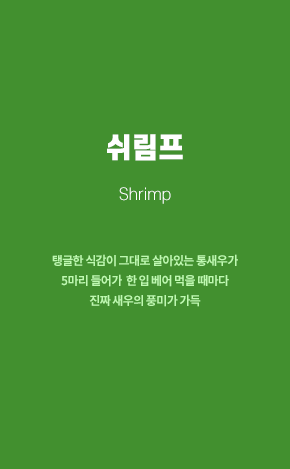 쉬림프
Shrimp
탱글한 식감이 그대로 살아있는 통새우가
5마리 들어가 한 입 베어 먹을 때마다
진짜 새우의 풍미가 가득